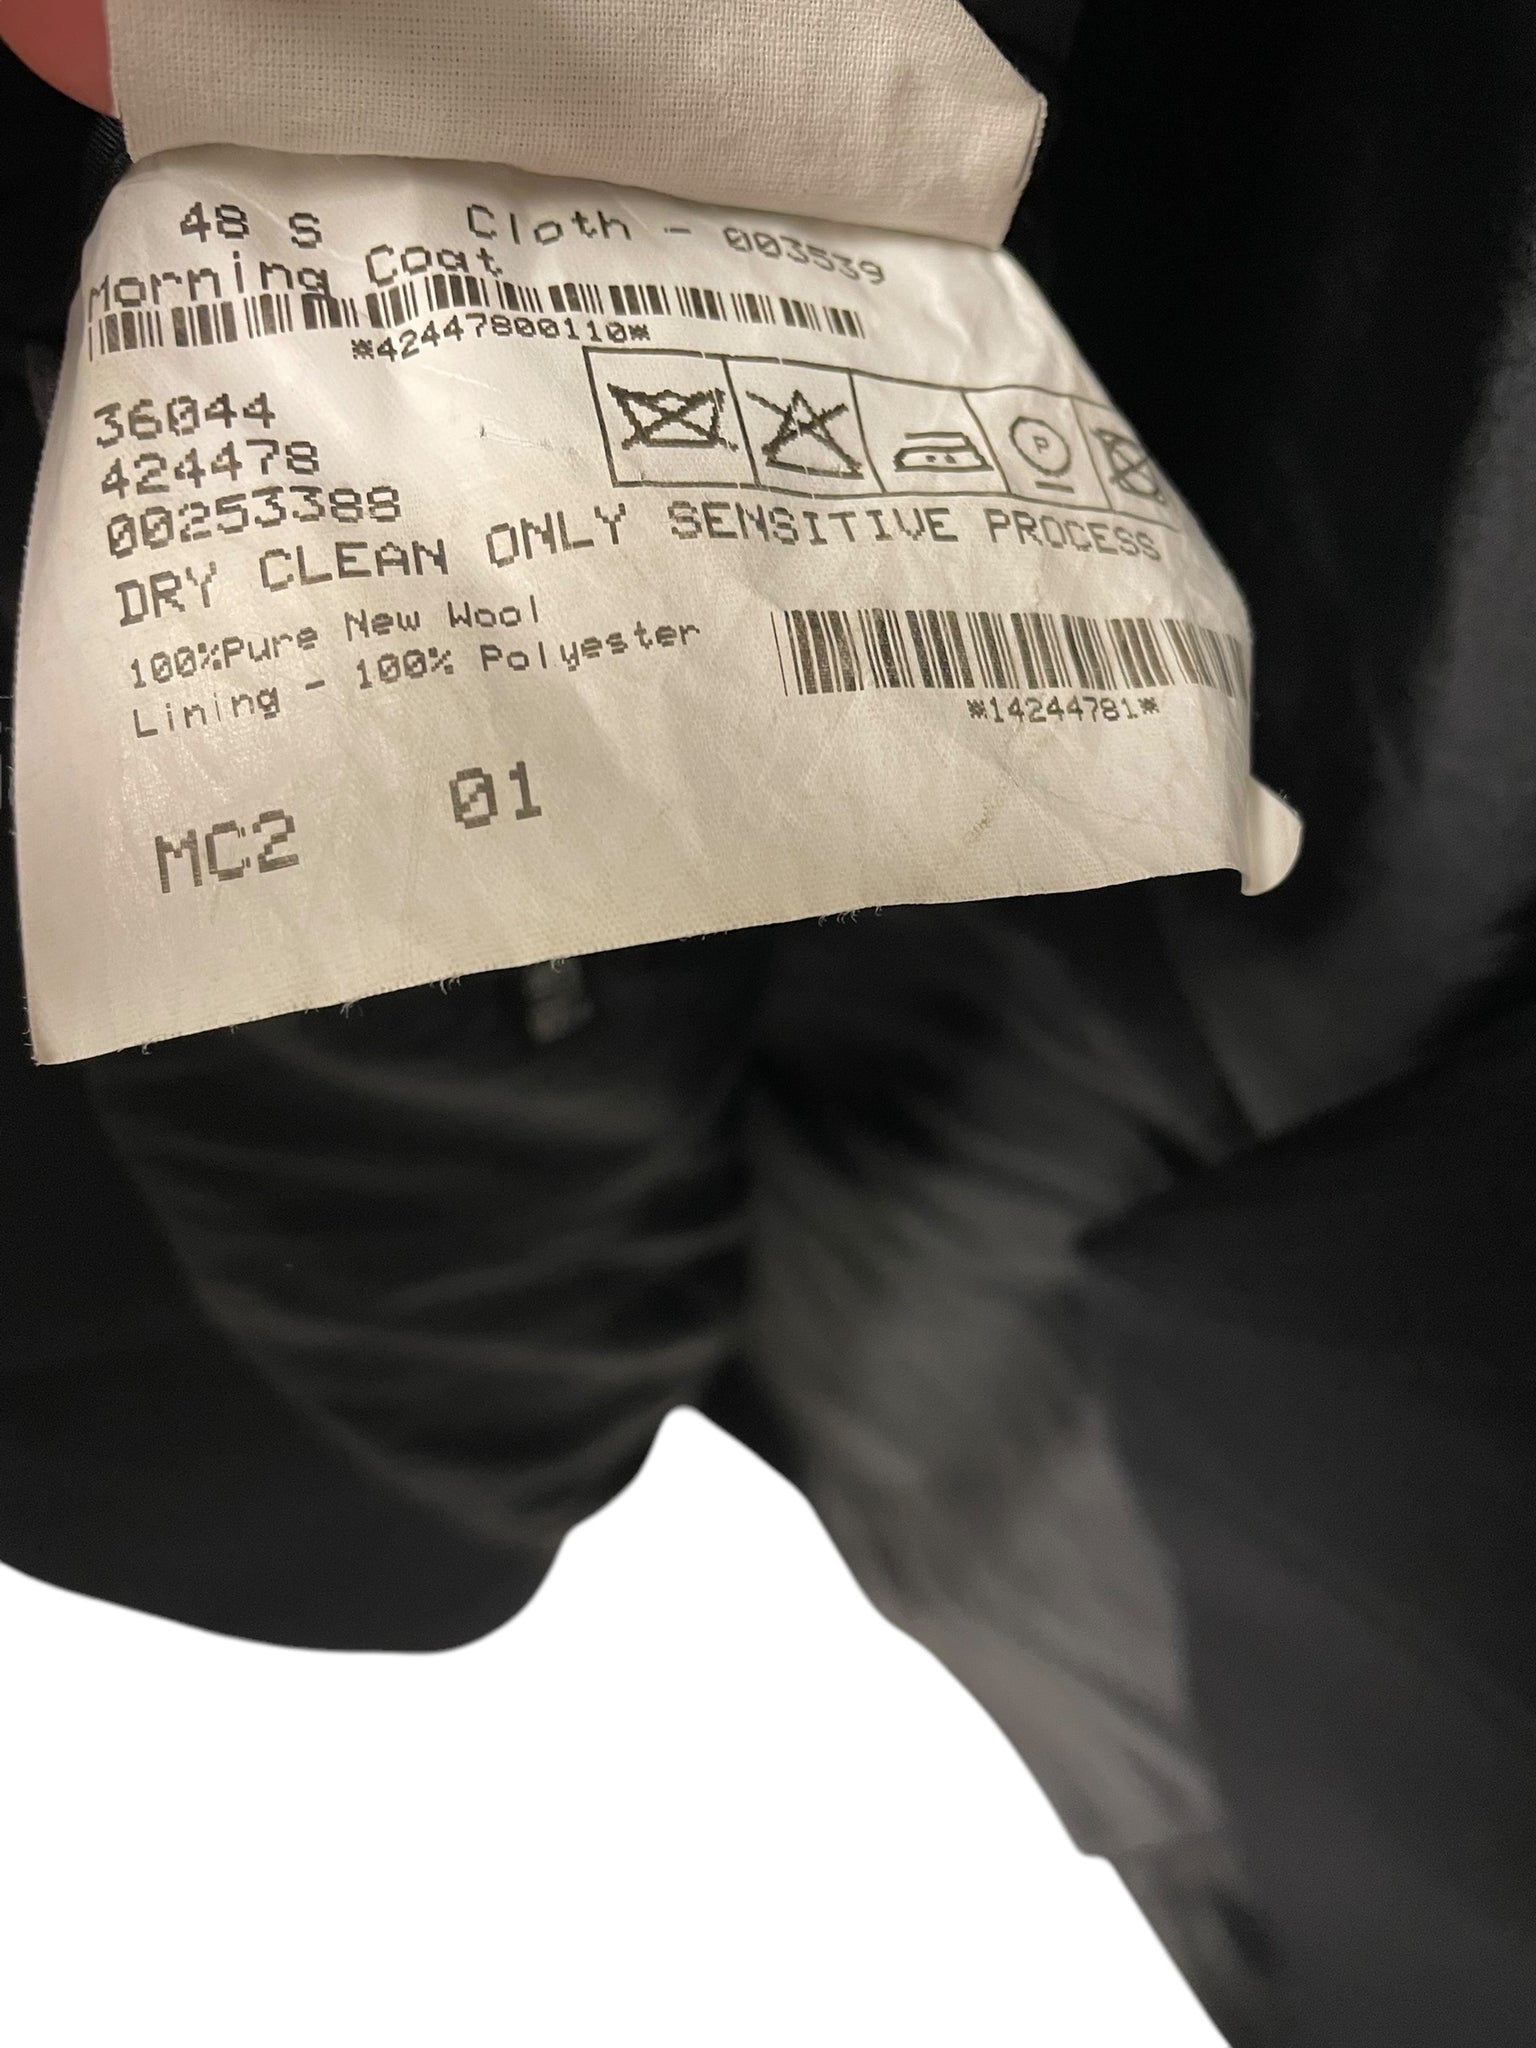 48 S Cloth - 003539
Morning Coat
*42447800110*
36044
424478
00253388
P
DRY CLEAN ONLY SENSITIVE PROCESS
100%Pure New Wool
Lining - 100% Polyester
*14244781*
MC2 01